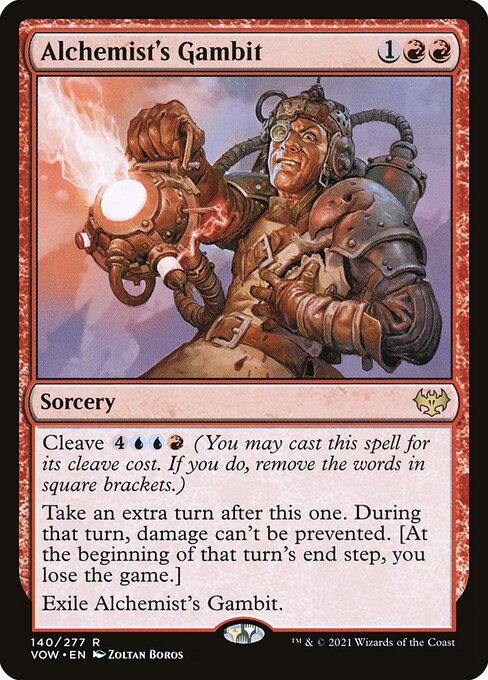 Alchemist's Gambit 1
Sorcery
Cleave 4 (You may cast this spell for
its cleave cost. If you do, remove the words in
square brackets.)
Take an extra turn after this one. During
that turn, damage can't be prevented. [At
the beginning of that turn's end step, you
lose the game.]
Exile Alchemist's Gambit.
140/277 R
VOW • EN Zoltan Boros
™ & © 2021 Wizards of the Coast